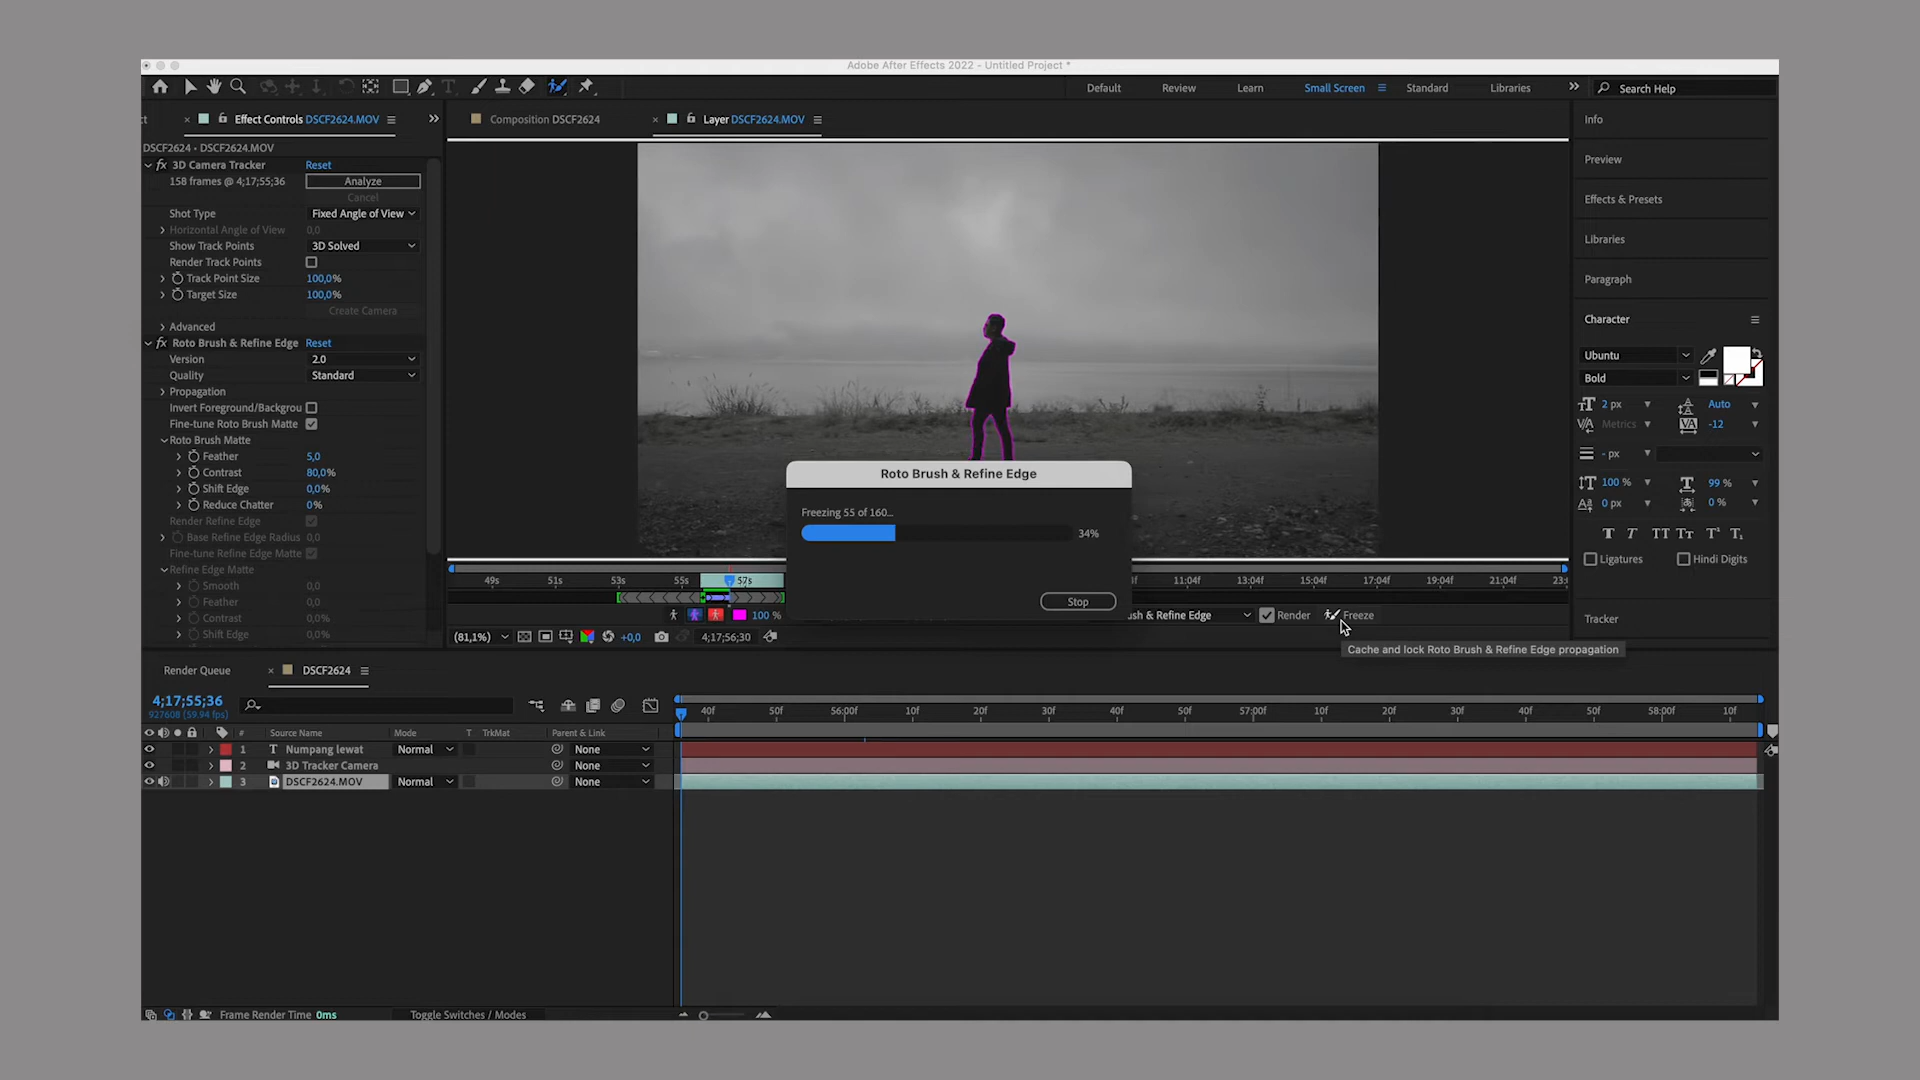 Adobe After Effects 2022 - Untitled Project *
Default
Review
Learn
Small Screen
Standard
Libraries
Search Help
Effect Controls DSCF2624.MOV
Composition DSCF2624
Layer DSCF2624.MOV
DSCF2624 • DSCF2624.MOV
fx 3D Camera Tracker Reset
158 frames @ 4;17;55;36 Analyze
Cancel
Shot Type Fixed Angle of View
Horizontal Angle of View 0,0
Show Track Points 3D Solved
Render Track Points
Track Point Size 100,0%
Target Size 100,0%
Create Camera
Advanced
fx Roto Brush & Refine Edge Reset
Version 2.0
Quality Standard
Propagation
Invert Foreground/Backgrou
Fine-tune Roto Brush Matte
Roto Brush Matte
Feather 5,0
Contrast 80,0%
Shift Edge 0,0%
Reduce Chatter 0%
Render Refine Edge
Base Refine Edge Radius 0,0
Fine-tune Refine Edge Matte
Refine Edge Matte
Smooth 0,0
Feather 0,0
Contrast 0,0%
Shift Edge 0,0%
Roto Brush & Refine Edge
Freezing 55 of 160...
34%
Stop
49s 51s 53s 55s 57s 11:04f 13:04f 15:04f 17:04f 19:04f 21:04f 23:
100 %
ush & Refine Edge Render Freeze
(81,1%) +0,0 4;17;56;30
Cache and lock Roto Brush & Refine Edge propagation
Info
Preview
Effects & Presets
Libraries
Paragraph
Character
Ubuntu
Bold
2 px Auto
Metrics -12
- px
100 % 99 %
0 px 0 %
Ligatures Hindi Digits
Tracker
Render Queue DSCF2624
4;17;55;36
927608 (59.94 fps)
40f 50f 56:00f 10f 20f 30f 40f 50f 57:00f 10f 20f 30f 40f 50f 58:00f 10f
# Source Name Mode T TrkMat Parent & Link
1 T Numpang lewat Normal None
2 3D Tracker Camera None
3 DSCF2624.MOV Normal None
Frame Render Time 0ms
Toggle Switches / Modes